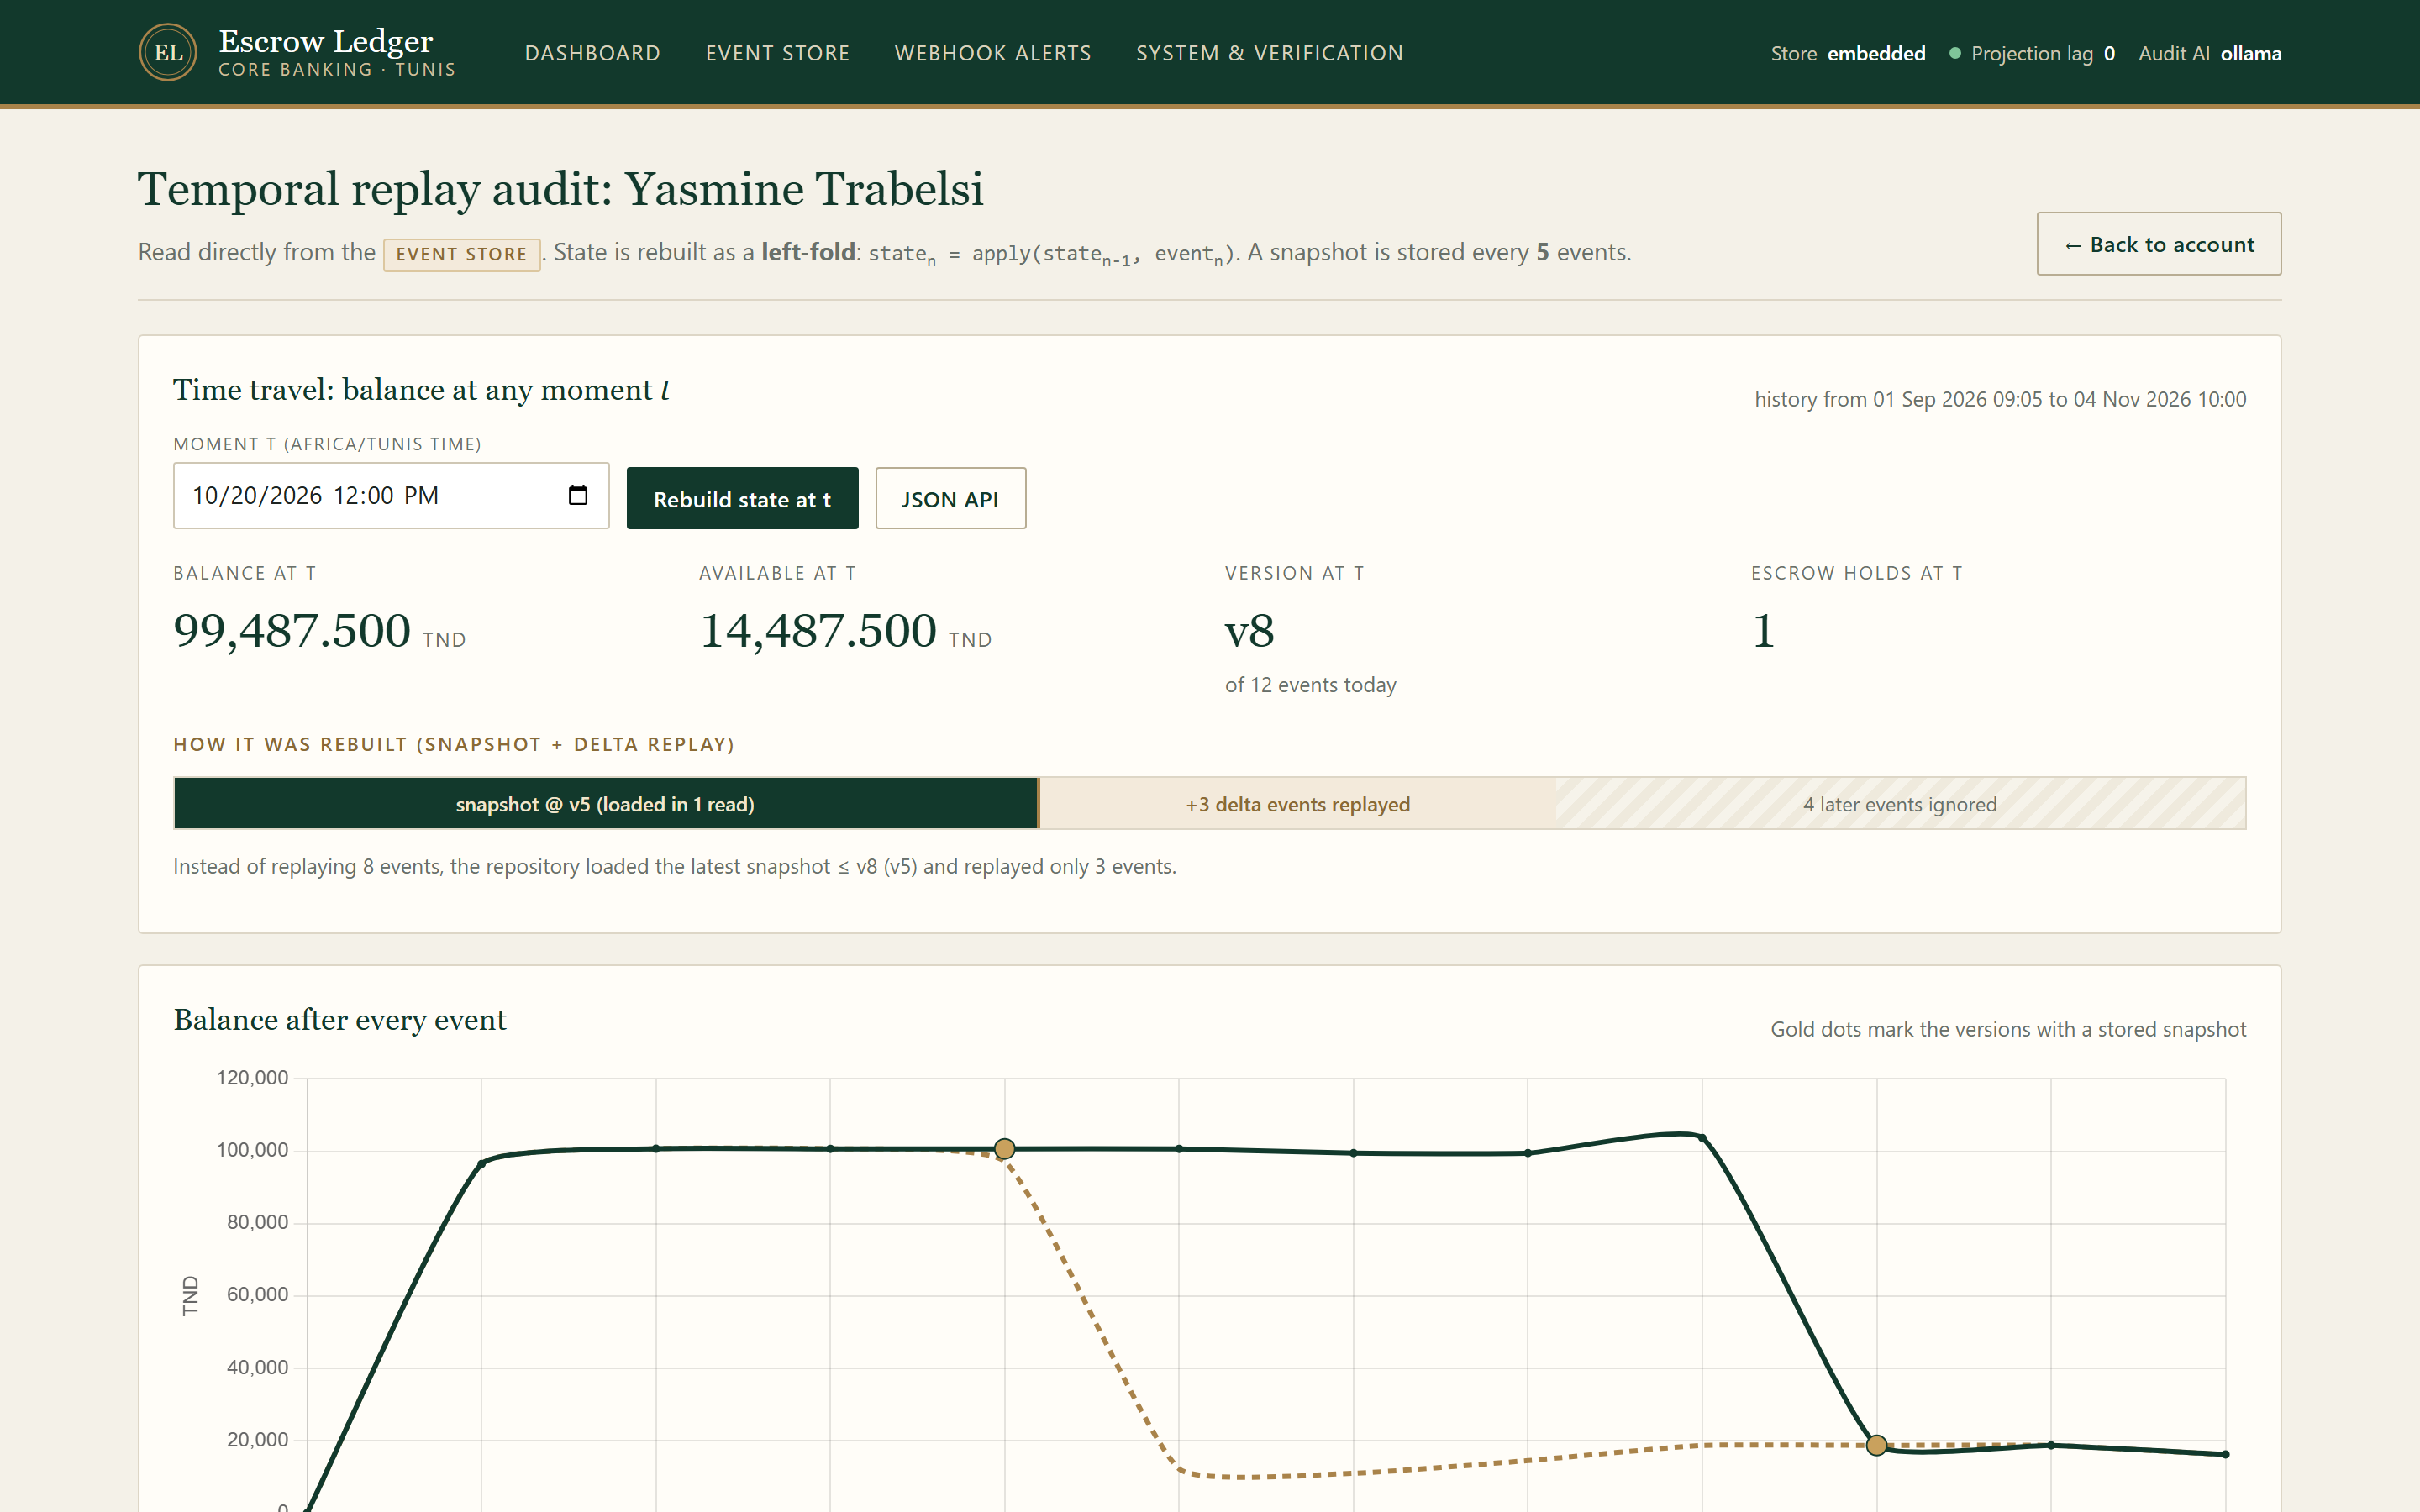 EL
Escrow Ledger
CORE BANKING · TUNIS
DASHBOARD EVENT STORE WEBHOOK ALERTS SYSTEM & VERIFICATION
Store embedded Projection lag 0 Audit AI ollama
Temporal replay audit: Yasmine Trabelsi
Read directly from the EVENT STORE. State is rebuilt as a left-fold: state_n = apply(state_n-1, event_n). A snapshot is stored every 5 events.
← Back to account
Time travel: balance at any moment t
history from 01 Sep 2026 09:05 to 04 Nov 2026 10:00
MOMENT T (AFRICA/TUNIS TIME)
10/20/2026 12:00 PM
Rebuild state at t
JSON API
BALANCE AT T AVAILABLE AT T VERSION AT T ESCROW HOLDS AT T
99,487.500 TND 14,487.500 TND v8 1
of 12 events today
HOW IT WAS REBUILT (SNAPSHOT + DELTA REPLAY)
snapshot @ v5 (loaded in 1 read) +3 delta events replayed 4 later events ignored
Instead of replaying 8 events, the repository loaded the latest snapshot ≤ v8 (v5) and replayed only 3 events.
Balance after every event
Gold dots mark the versions with a stored snapshot
120,000
100,000
80,000
60,000
TND
40,000
20,000
0